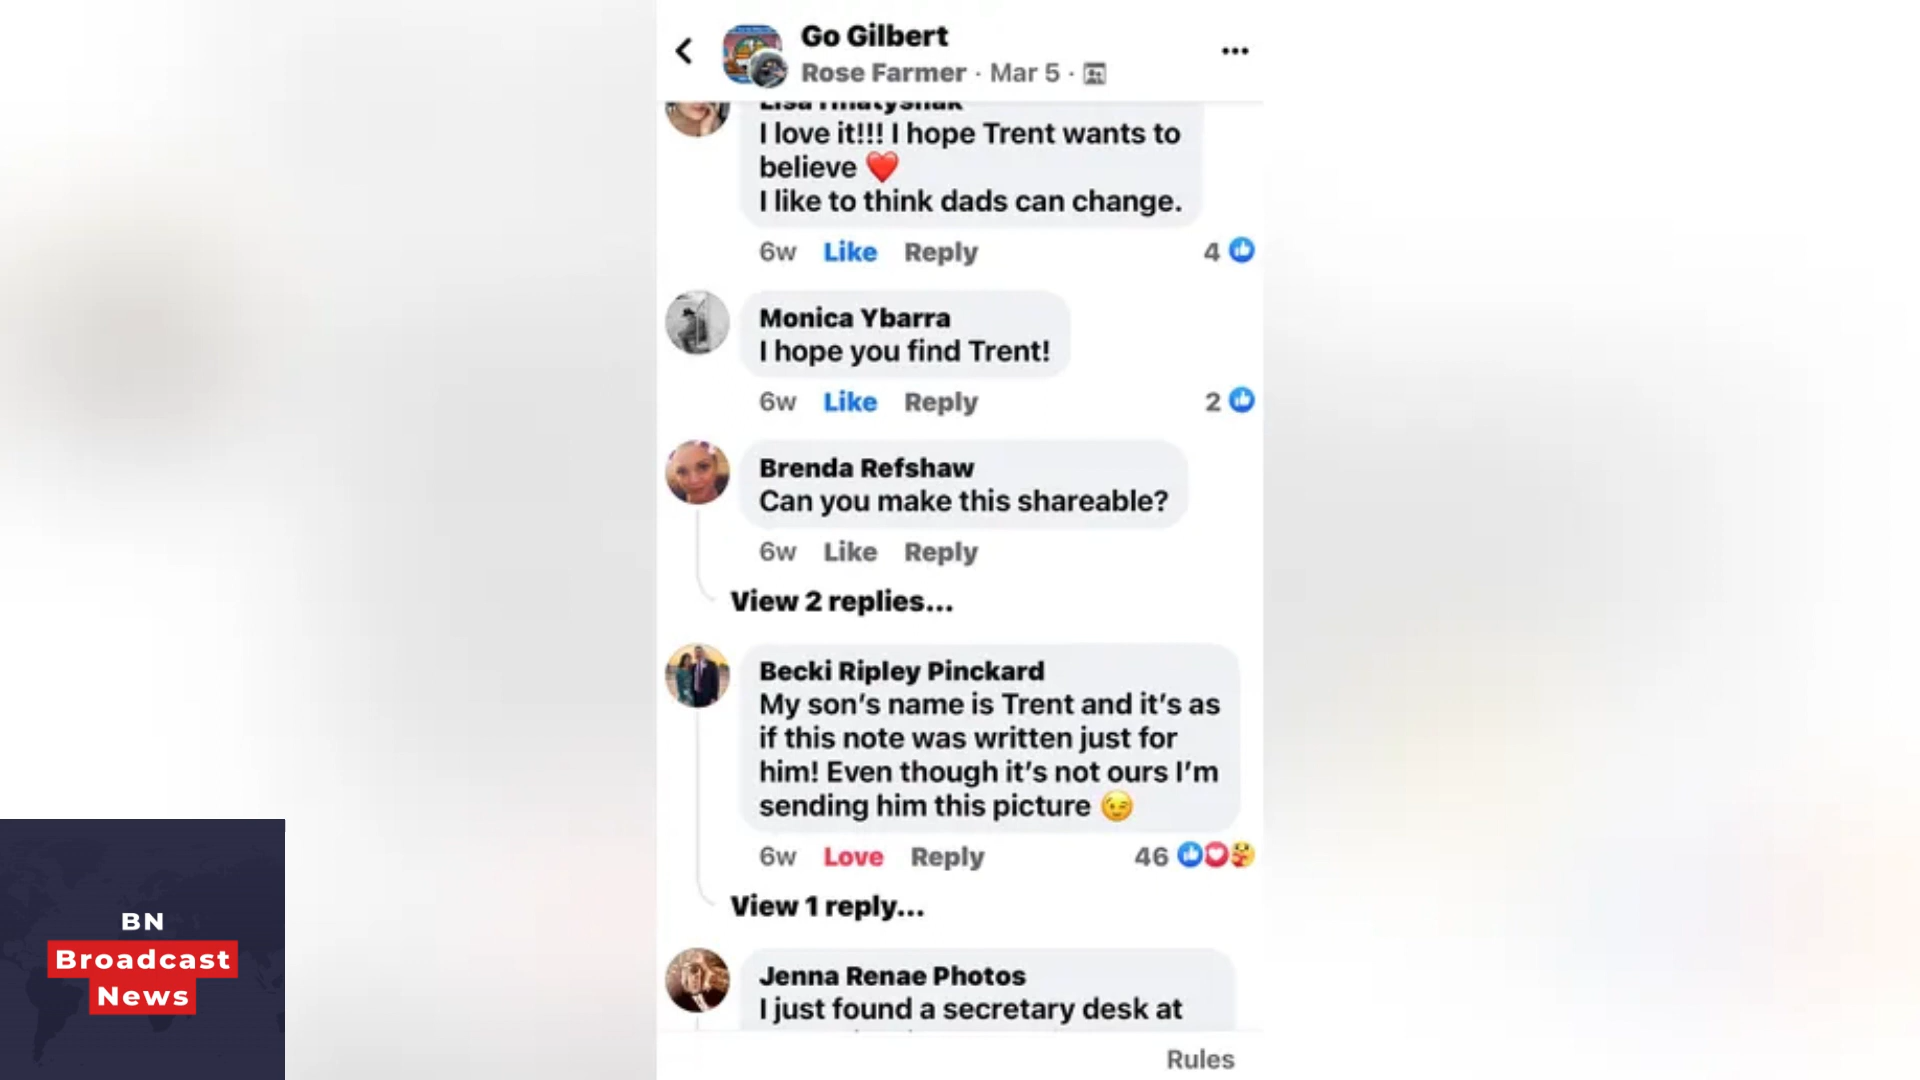 Go Gilbert
Rose Farmer · Mar 5 ·
I love it!!! I hope Trent wants to
believe ❤️
I like to think dads can change.
6w Like Reply 4
Monica Ybarra
I hope you find Trent!
6w Like Reply 2
Brenda Refshaw
Can you make this shareable?
6w Like Reply
View 2 replies...
Becki Ripley Pinckard
My son's name is Trent and it's as
if this note was written just for
him! Even though it's not ours I'm
sending him this picture 😉
6w Love Reply 46
View 1 reply...
Jenna Renae Photos
I just found a secretary desk at
Rules
BN
Broadcast
News